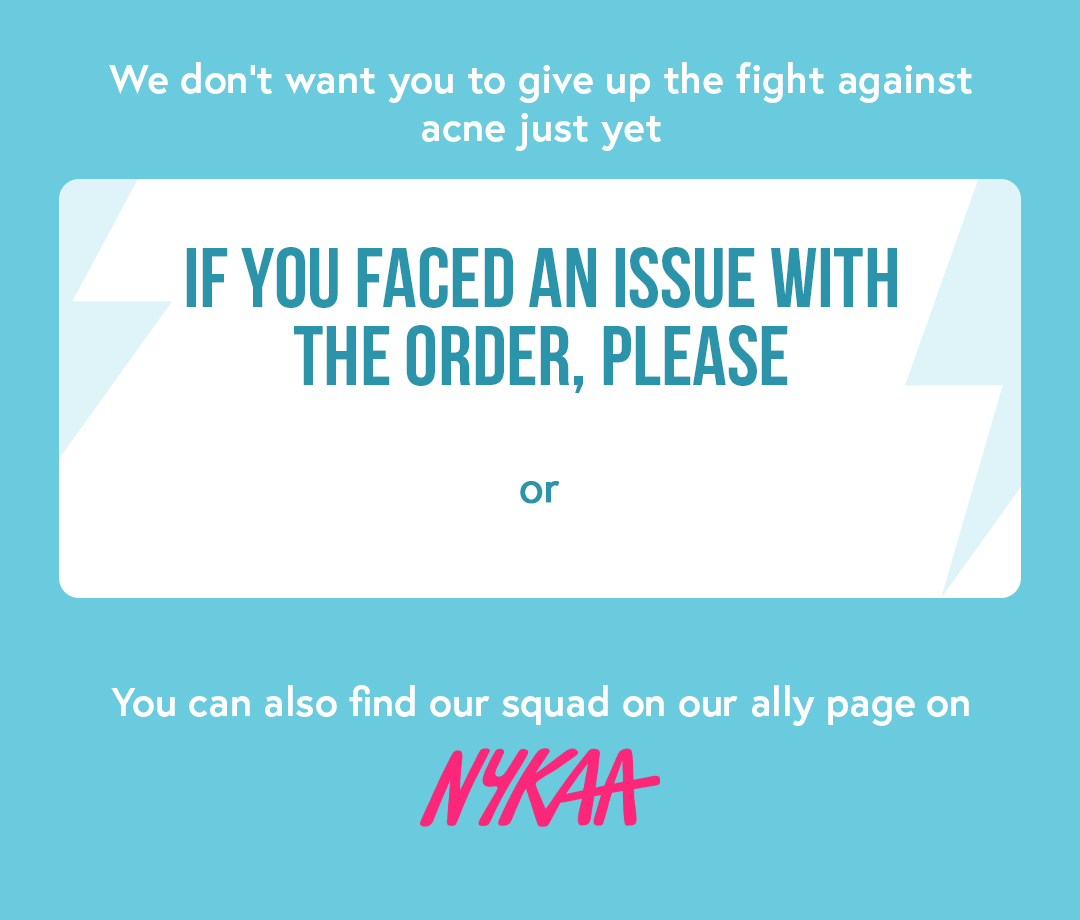 We don't want you to give up the fight against
acne just yet
IF YOU FACED AN ISSUE WITH
THE ORDER, PLEASE
or
You can also find our squad on our ally page on
NYKAA